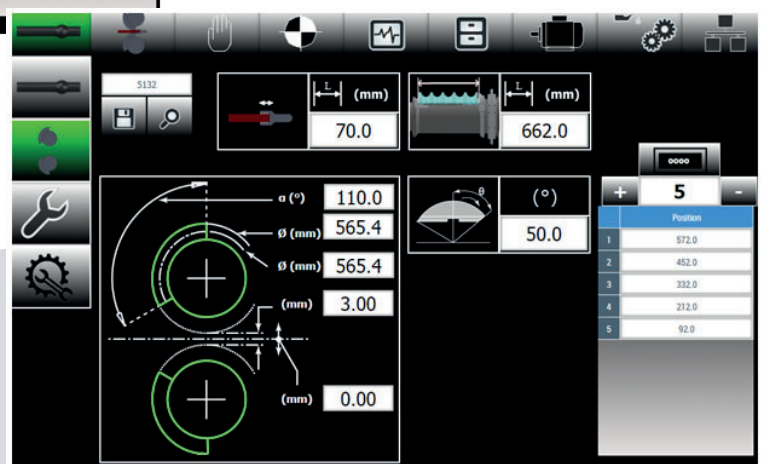 5132
L (mm)
70.0
L (mm)
662.0
α (°) 110.0
Ø (mm) 565.4
Ø (mm) 565.4
(mm) 3.00
(mm) 0.00
θ (°)
50.0
0000
+ 5 -
Position
1 572.0
2 452.0
3 332.0
4 212.0
5 92.0